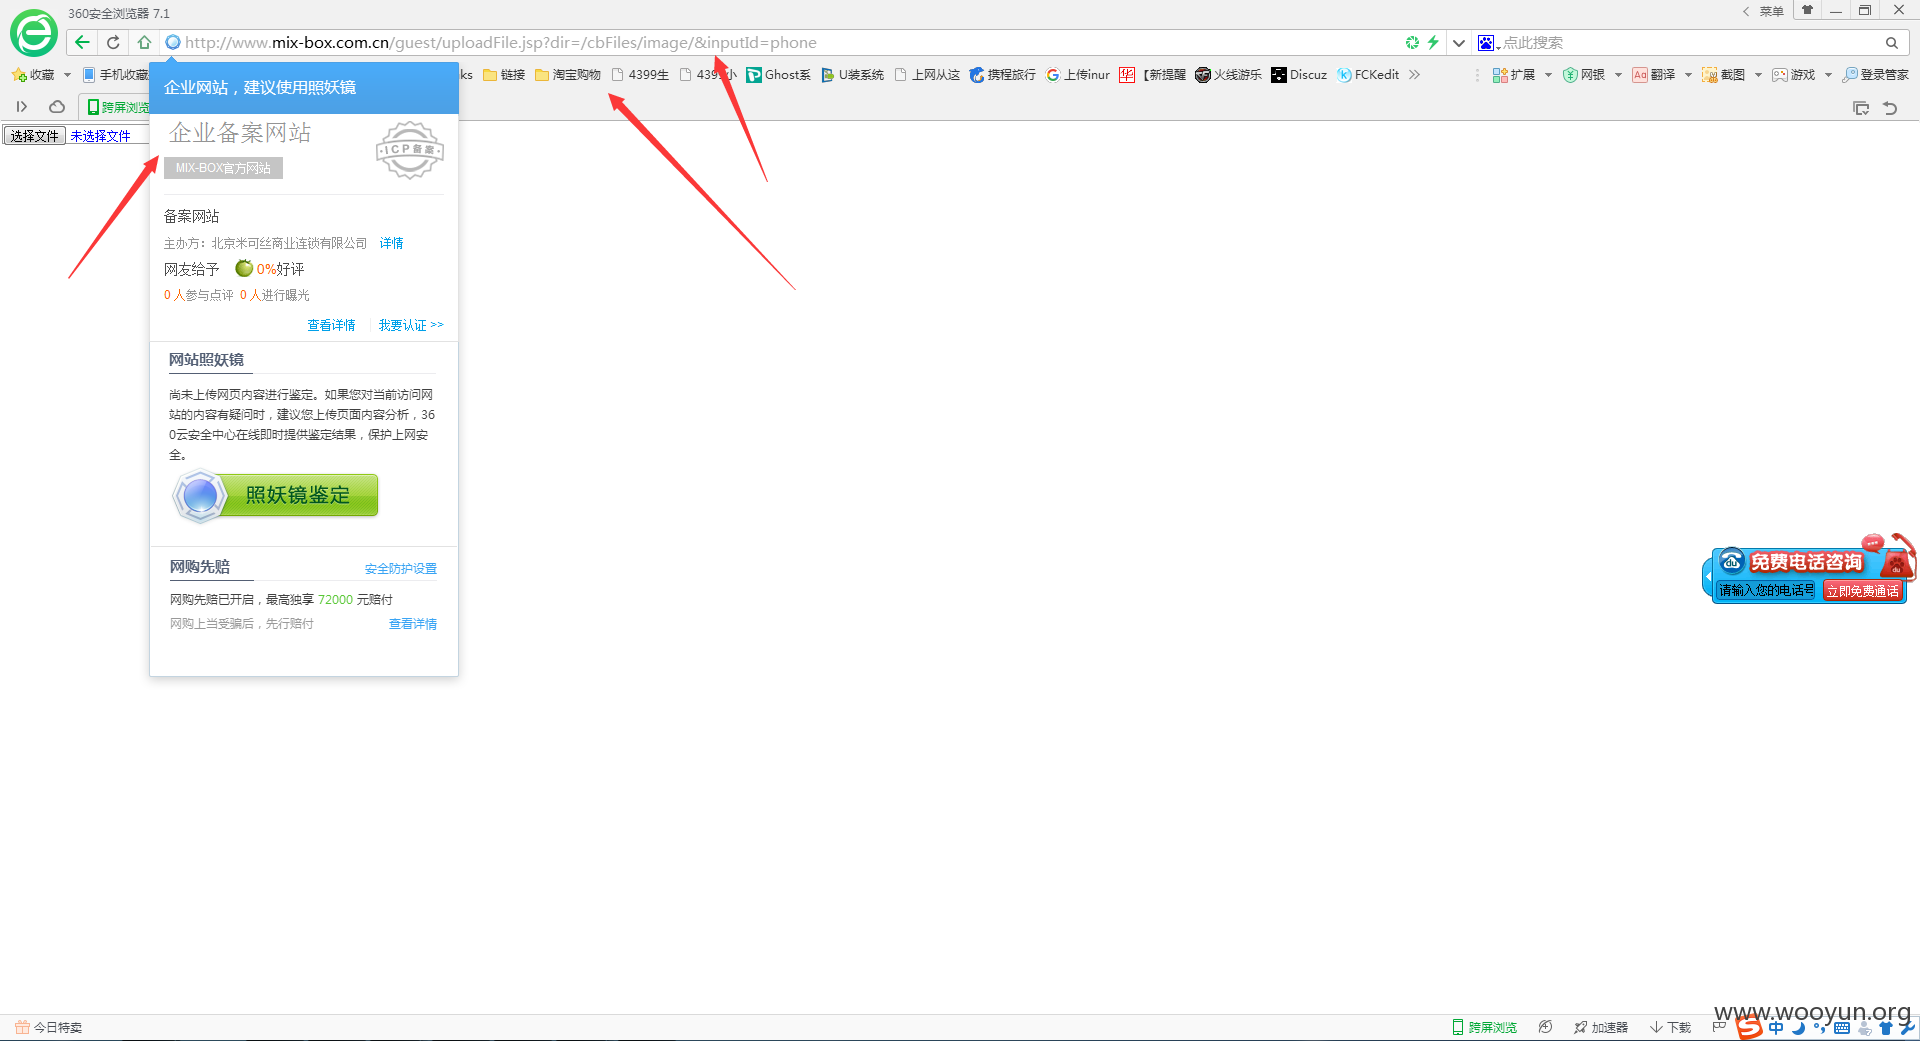 360安全浏览器 7.1
菜单
http://www.mix-box.com.cn/guest/uploadFile.jsp?dir=/cbFiles/image/&inputId=phone
点此搜索
收藏
手机收藏
ks
链接
淘宝购物
4399生
439 小
Ghost系
U装系统
上网从这
携程旅行
上传inur
【新提醒
火线游乐
Discuz
FCKedit
扩展
网银
翻译
截图
游戏
登录管家
跨屏浏览
选择文件 未选择文件
企业网站，建议使用照妖镜
企业备案网站
ICP备案
MIX-BOX官方网站
备案网站
主办方：北京米可丝商业连锁有限公司 详情
网友给予 0%好评
0 人参与点评 0 人进行曝光
查看详情 我要认证 >>
网站照妖镜
尚未上传网页内容进行鉴定。如果您对当前访问网
站的内容有疑问时，建议您上传页面内容分析，36
0云安全中心在线即时提供鉴定结果，保护上网安
全。
照妖镜鉴定
网购先赔 安全防护设置
网购先赔已开启，最高独享 72000 元赔付
网购上当受骗后，先行赔付 查看详情
免费电话咨询
请输入您的电话号
立即免费通话
www.wooyun.org
今日特卖
跨屏浏览
加速器
下载
中